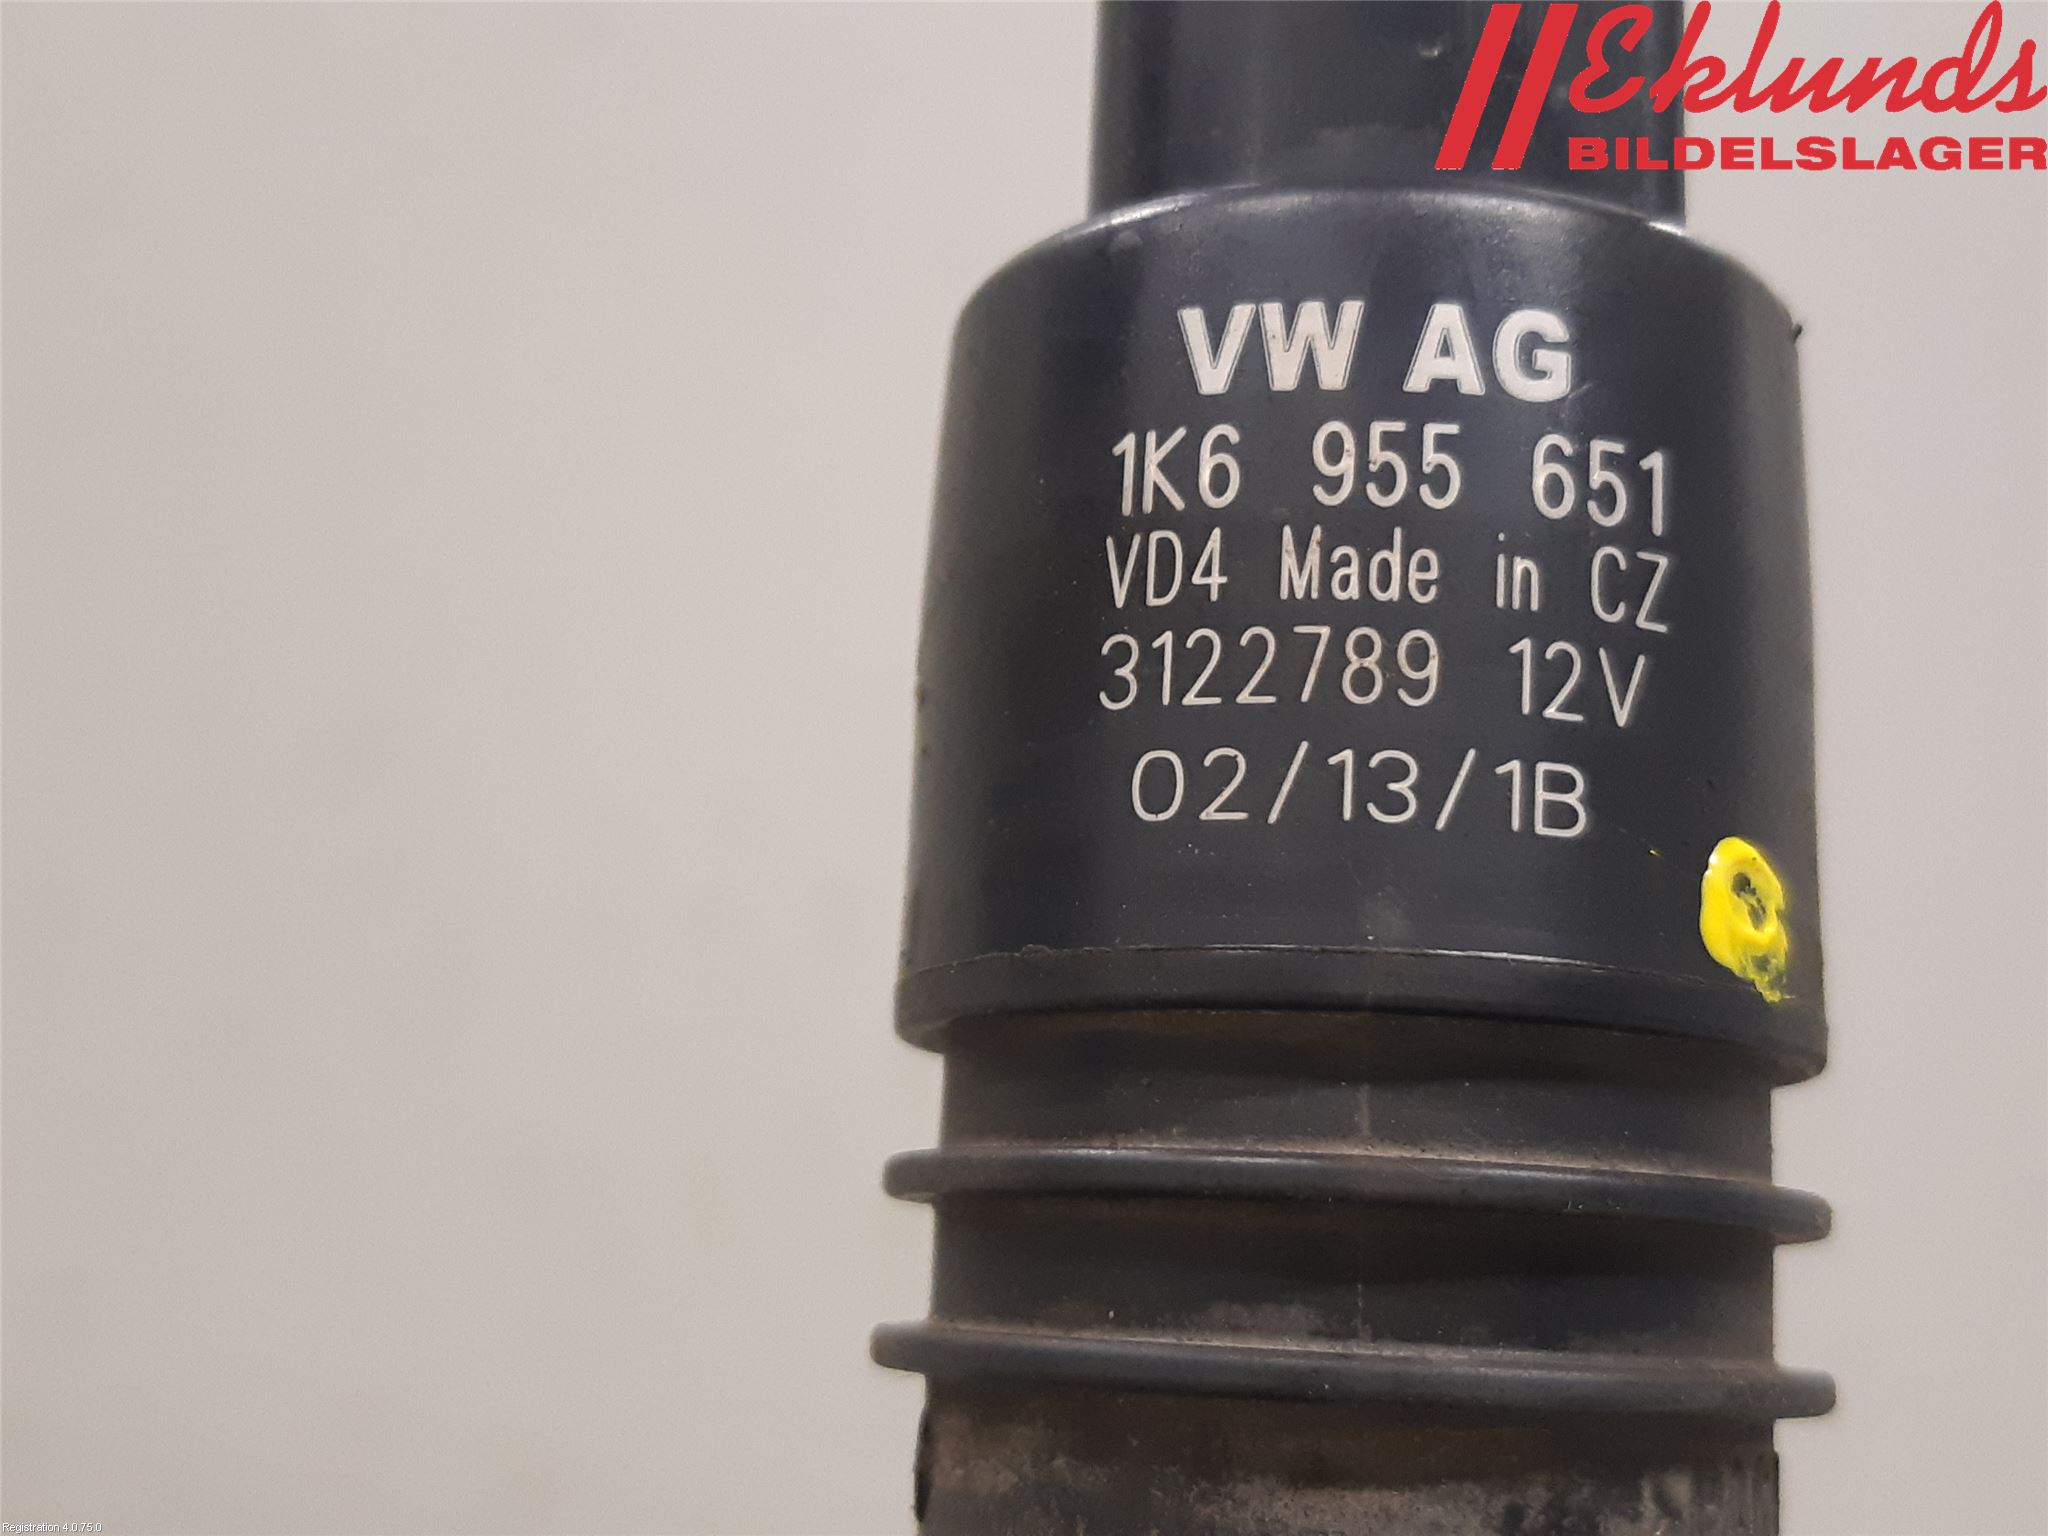 Eklunds
BILDELSLAGER
VW AG
1K6 955 651
VD4 Made in CZ
3122789 12V
02/13/1B
Registration 4.0.75.0